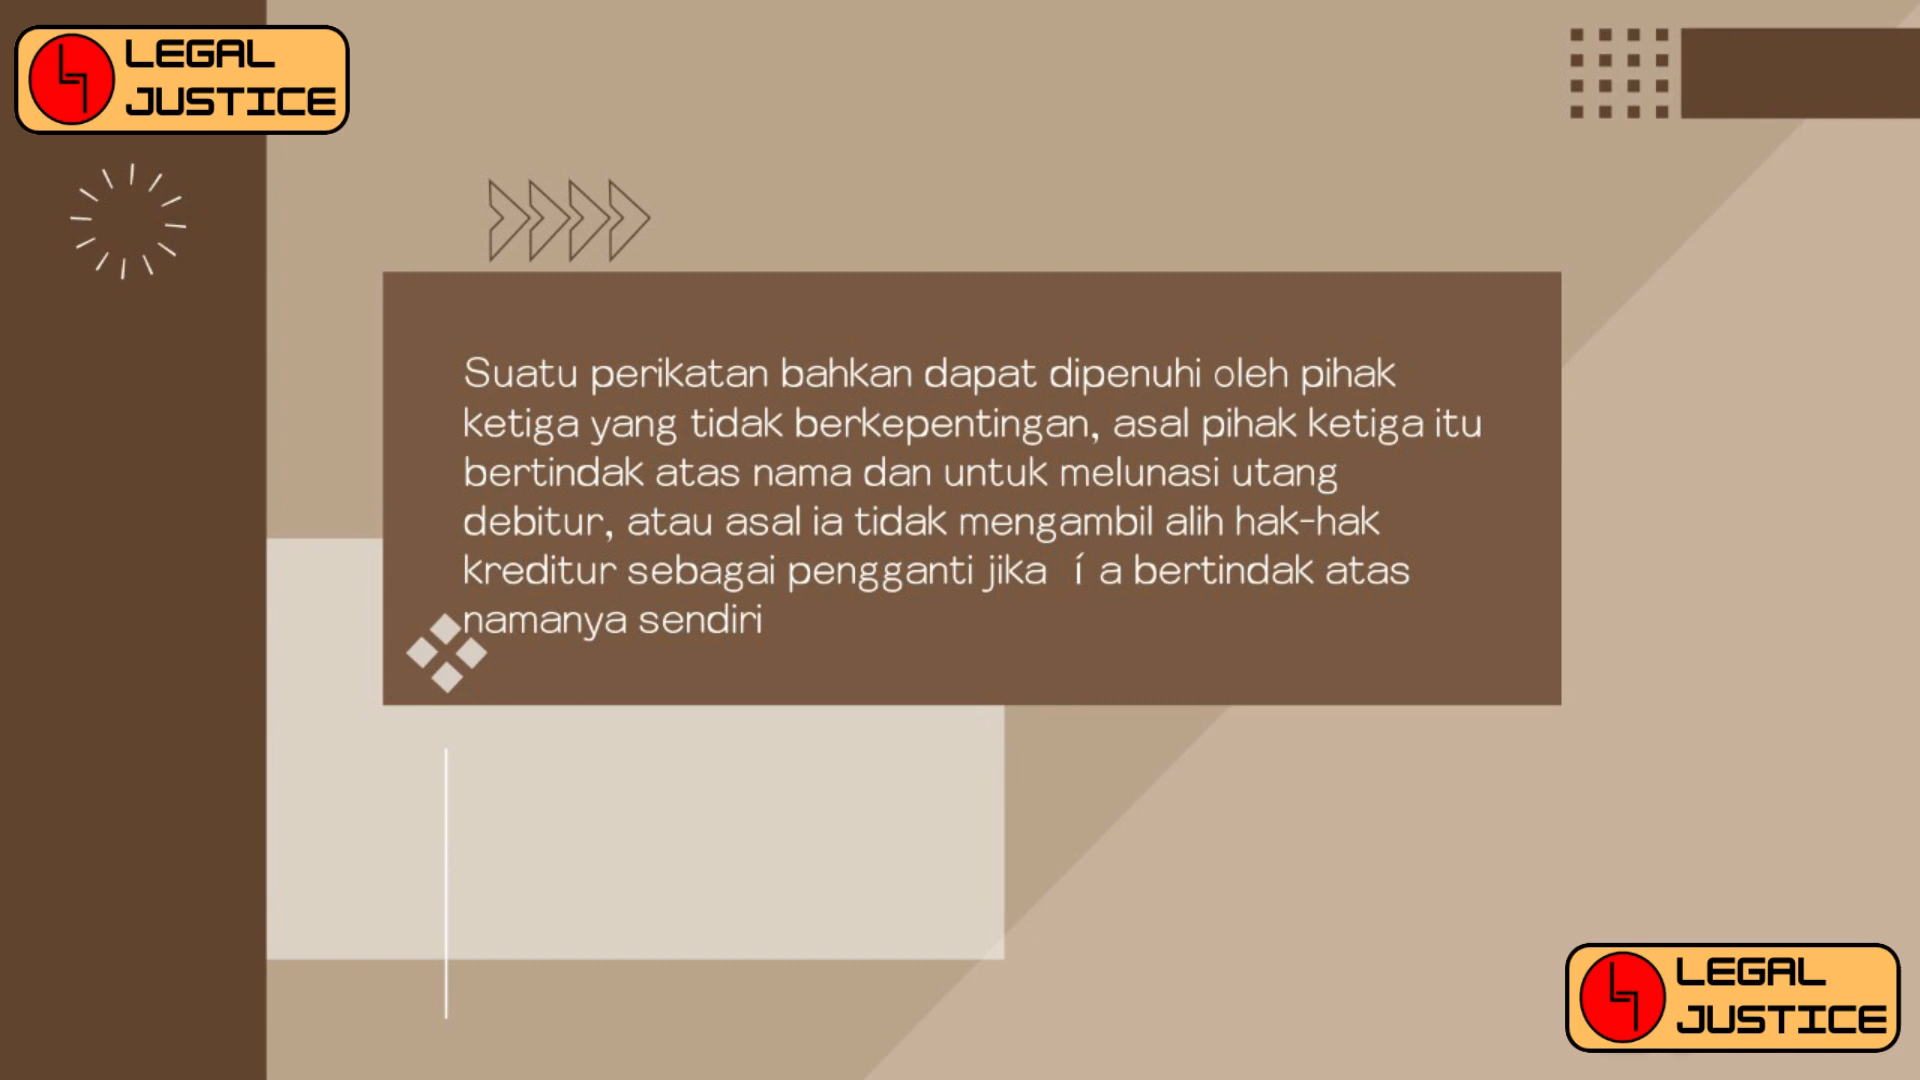 LEGAL
JUSTICE
Suatu perikatan bahkan dapat dipenuhi oleh pihak
ketiga yang tidak berkepentingan, asal pihak ketiga itu
bertindak atas nama dan untuk melunasi utang
debitur, atau asal ia tidak mengambil alih hak-hak
kreditur sebagai pengganti jika í a bertindak atas
namanya sendiri
LEGAL
JUSTICE